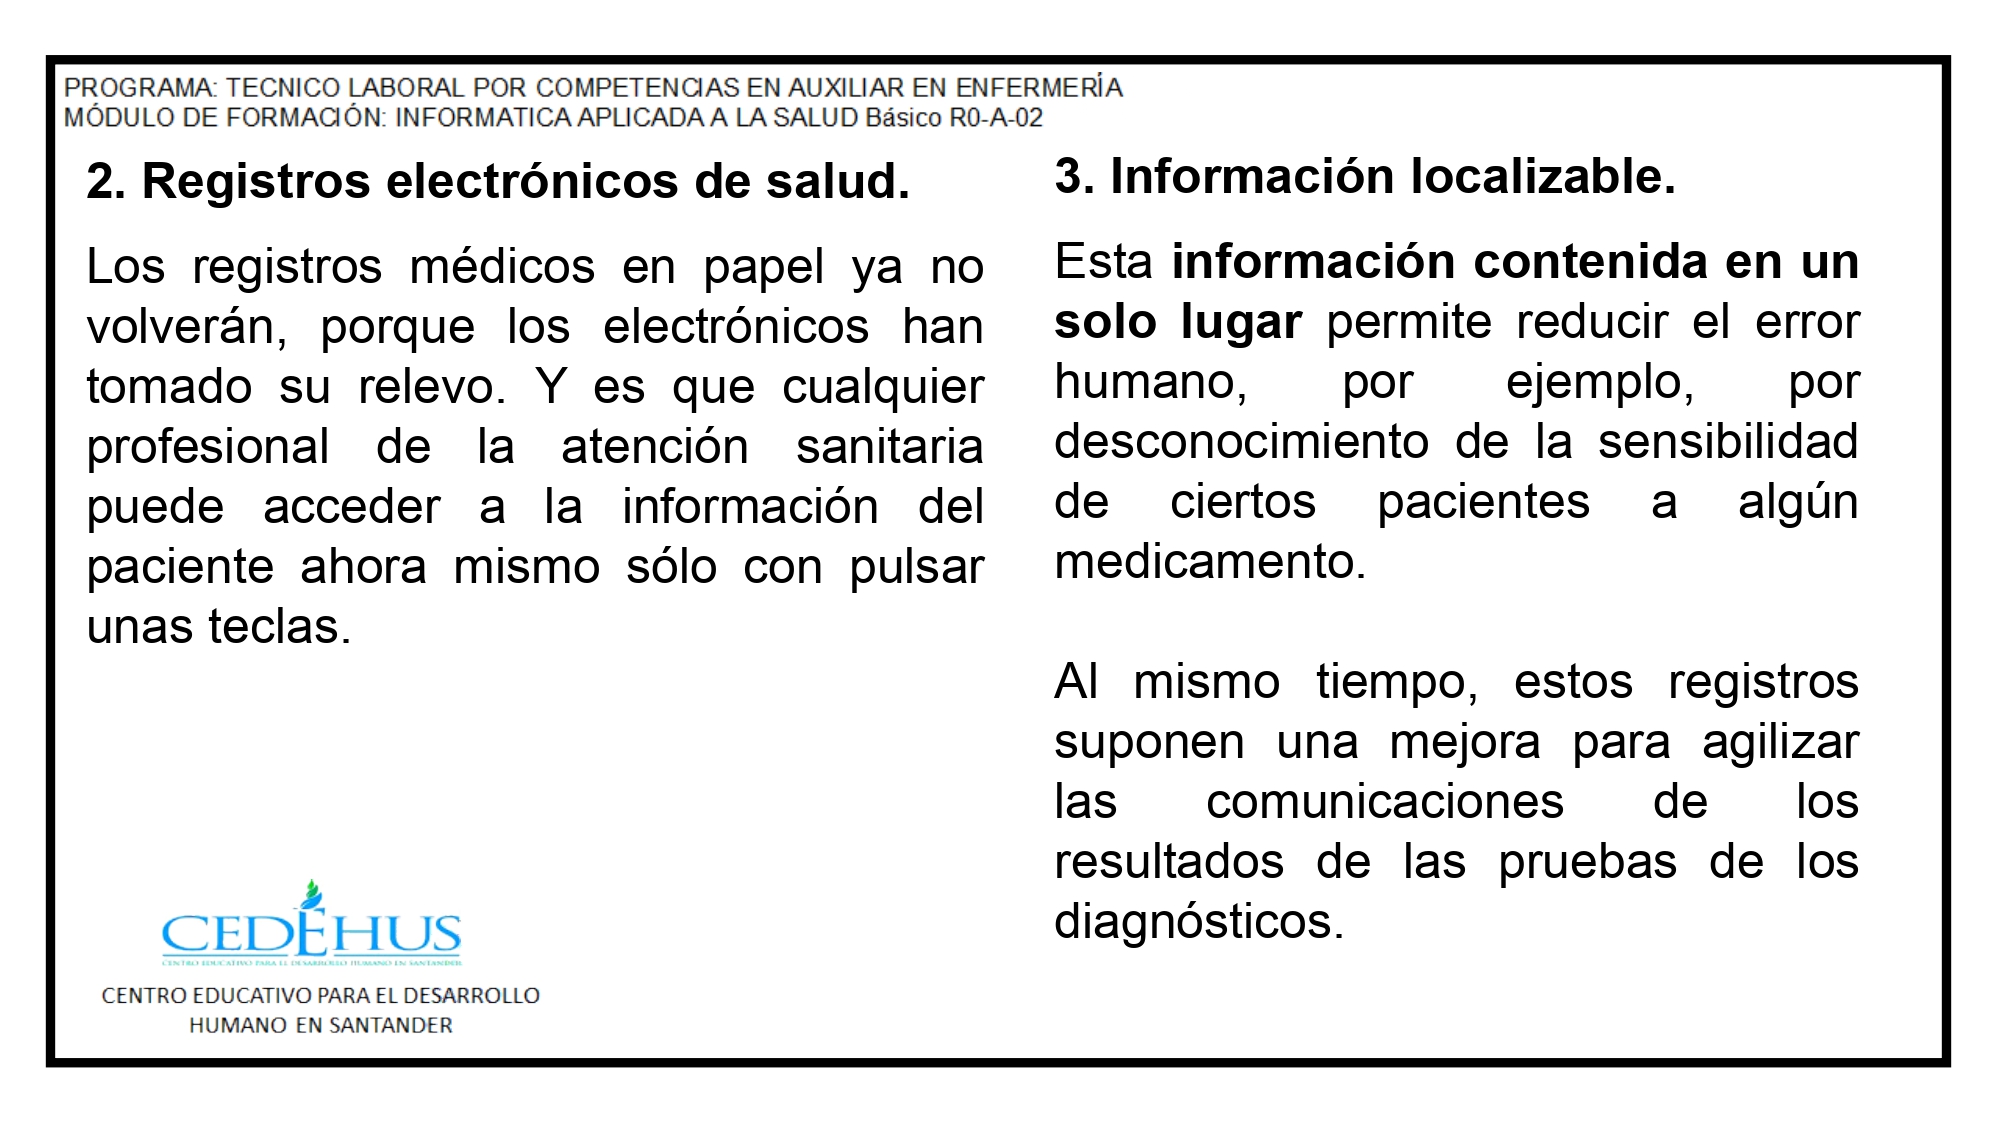 PROGRAMA: TECNICO LABORAL POR COMPETENCIAS EN AUXILIAR EN ENFERMERÍA
MÓDULO DE FORMACIÓN: INFORMATICA APLICADA A LA SALUD Básico R0-A-02
2. Registros electrónicos de salud.
Los registros médicos en papel ya no
volverán, porque los electrónicos han
tomado su relevo. Y es que cualquier
profesional de la atención sanitaria
puede acceder a la información del
paciente ahora mismo sólo con pulsar
unas teclas.
3. Información localizable.
Esta información contenida en un
solo lugar permite reducir el error
humano, por ejemplo, por
desconocimiento de la sensibilidad
de ciertos pacientes a algún
medicamento.
Al mismo tiempo, estos registros
suponen una mejora para agilizar
las comunicaciones de los
resultados de las pruebas de los
diagnósticos.
CEDÉHUS
CENTRO EDUCATIVO PARA EL DESARROLLO HUMANO EN SANTANDER
CENTRO EDUCATIVO PARA EL DESARROLLO
HUMANO EN SANTANDER